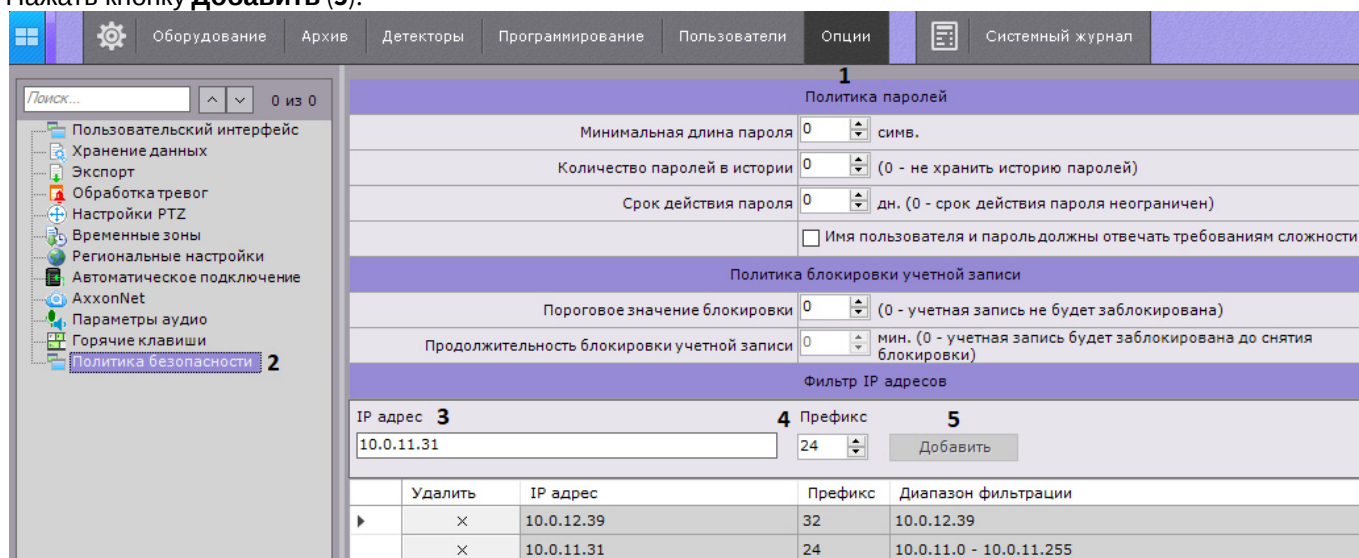 Нажать кнопку Добавить (5).
Оборудование Архив Детекторы Программирование Пользователи Опции Системный журнал
1
Поиск... 0 из 0
Пользовательский интерфейс
Хранение данных
Экспорт
Обработка тревог
Настройки PTZ
Временные зоны
Региональные настройки
Автоматическое подключение
AxxonNet
Параметры аудио
Горячие клавиши
Политика безопасности 2
Политика паролей
Минимальная длина пароля 0 симв.
Количество паролей в истории 0 (0 - не хранить историю паролей)
Срок действия пароля 0 дн. (0 - срок действия пароля неограничен)
Имя пользователя и пароль должны отвечать требованиям сложности
Политика блокировки учетной записи
Пороговое значение блокировки 0 (0 - учетная запись не будет заблокирована)
Продолжительность блокировки учетной записи 0 мин. (0 - учетная запись будет заблокирована до снятия
блокировки)
Фильтр IP адресов
IP адрес 3 4 Префикс 5
10.0.11.31 24 Добавить
Удалить IP адрес Префикс Диапазон фильтрации
10.0.12.39 32 10.0.12.39
10.0.11.31 24 10.0.11.0 - 10.0.11.255